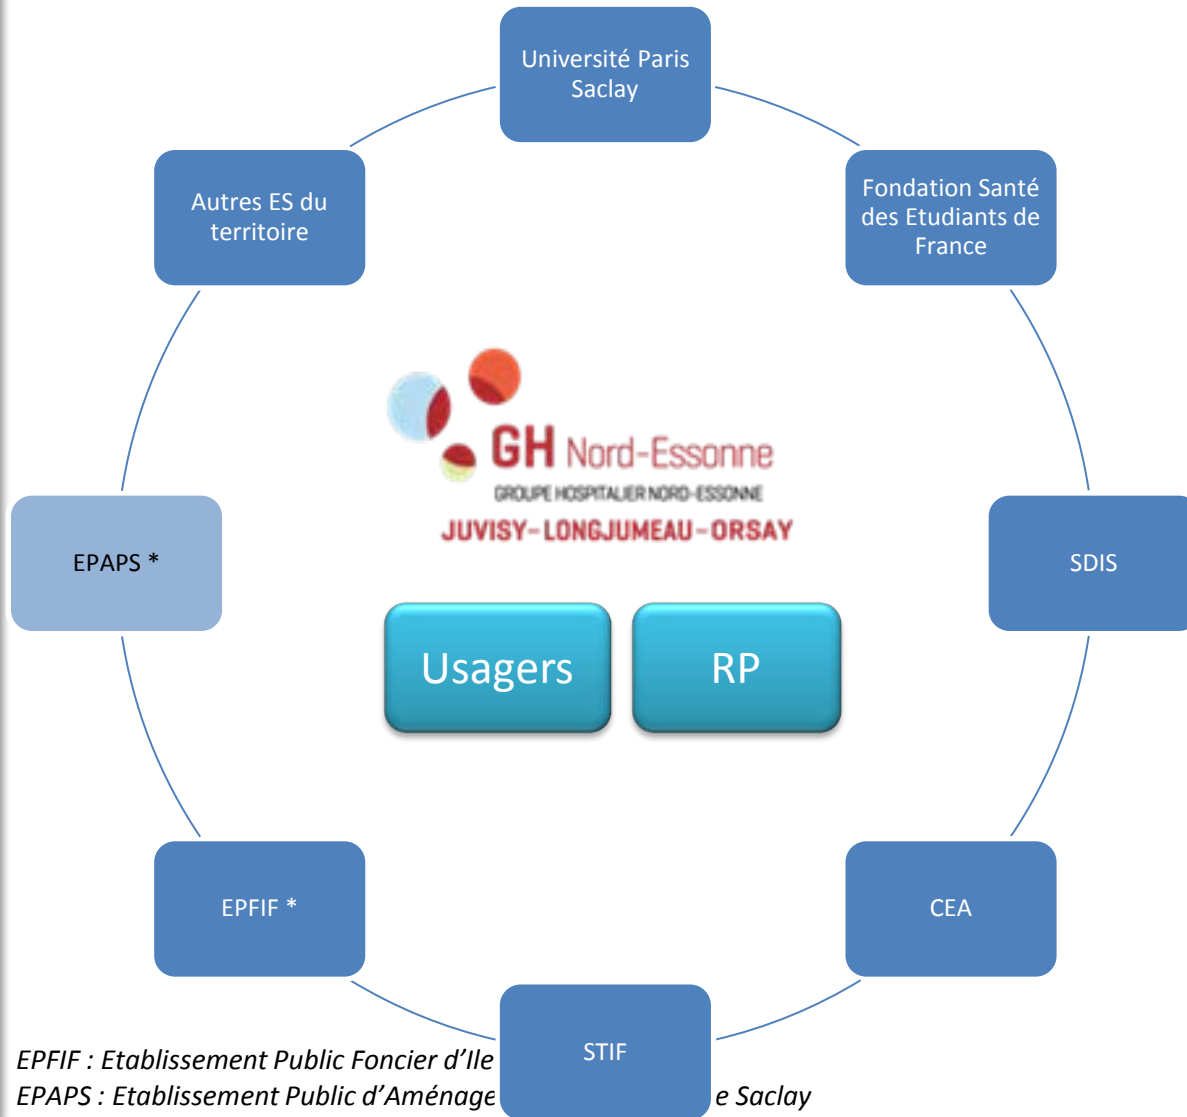 Université Paris
Saclay
Autres ES du
territoire
Fondation Santé
des Etudiants de
France
GH Nord-Essonne
GROUPE HOSPITALIER NORD-ESSONNE
JUVISY-LONGJUMEAU-ORSAY
EPAPS *
SDIS
Usagers
RP
EPFIF *
CEA
STIF
EPFIF : Etablissement Public Foncier d’Ile
EPAPS : Etablissement Public d’Aménage e Saclay